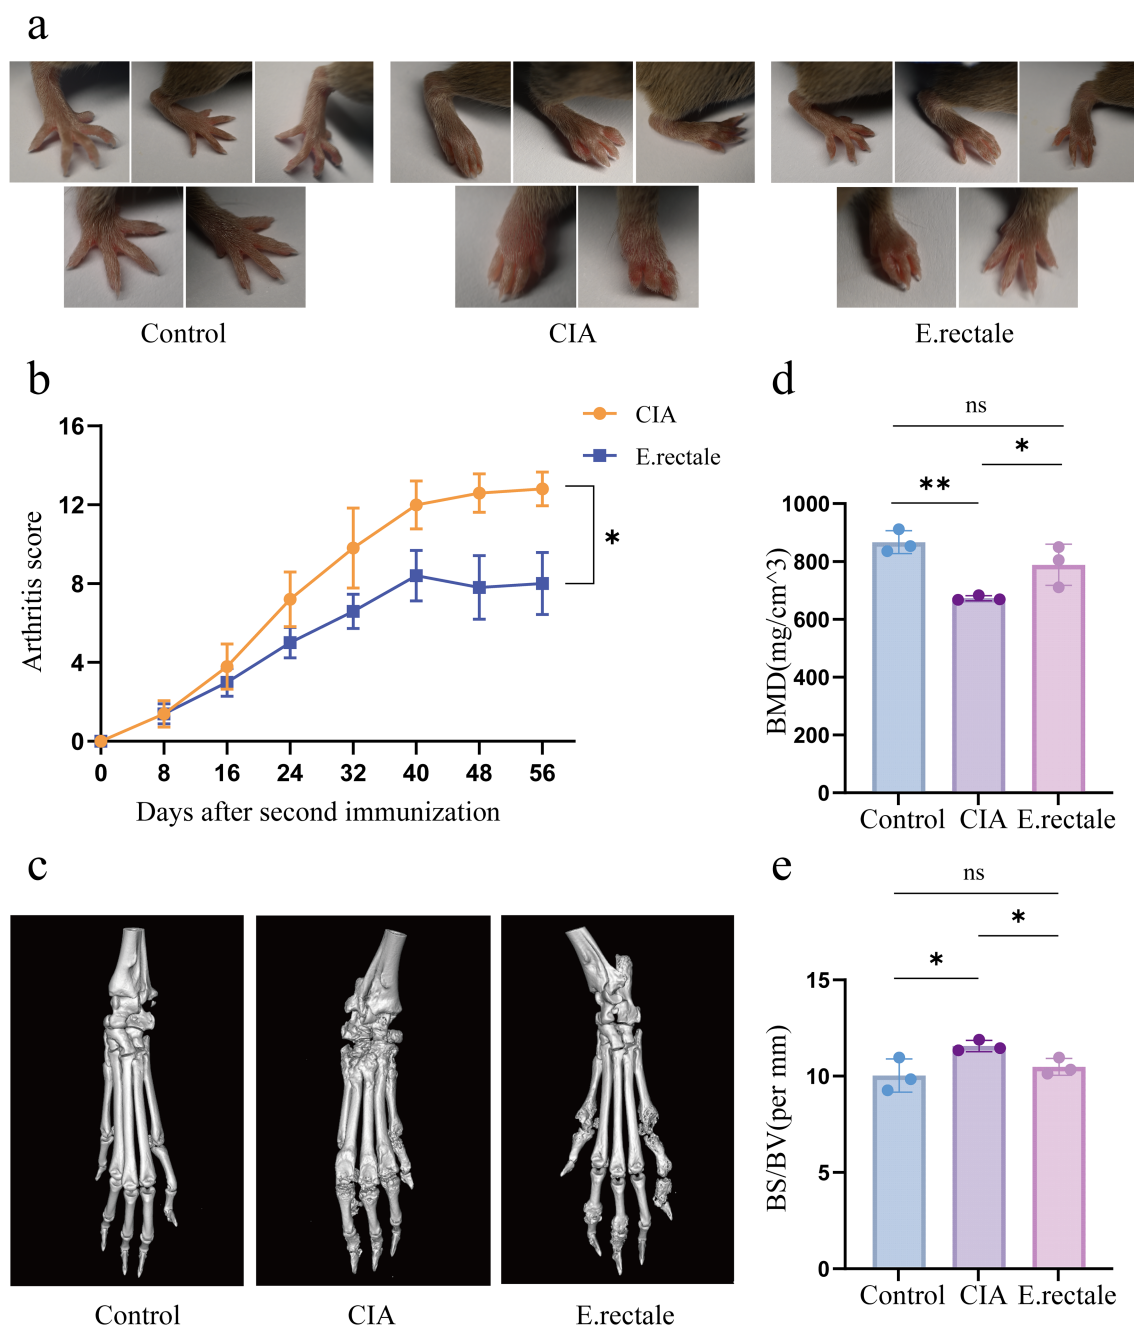 a
Control
CIA
E.rectale
b
CIA
E.rectale
16
12
8
4
0
Arthritis score
*
0 8 16 24 32 40 48 56
Days after second immunization
d
ns
*
**
1000
800
600
400
200
0
BMD(mg/cm^3)
Control CIA E.rectale
c
Control
CIA
E.rectale
e
ns
*
*
15
10
5
0
BS/BV(per mm)
Control CIA E.rectale